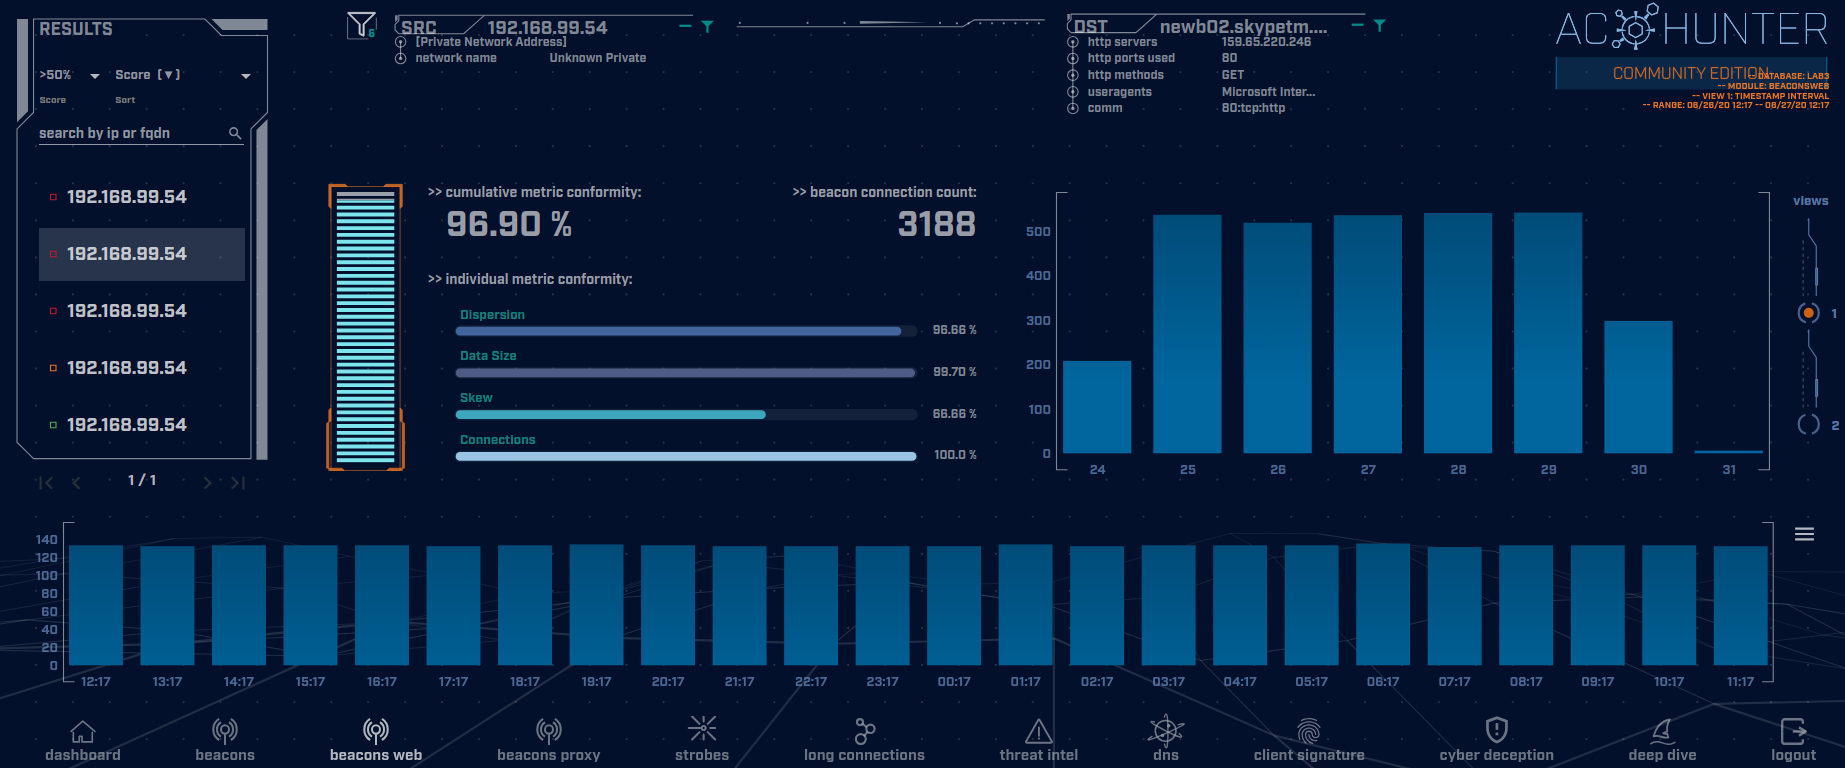 RESULTS
>50%
Score [▼]
Score
Sort
search by ip or fqdn
192.168.99.54
192.168.99.54
192.168.99.54
192.168.99.54
192.168.99.54
1 / 1
6
SRC
192.168.99.54
[Private Network Address]
network name
Unknown Private
DST
newb02.skypetm....
http servers
159.65.220.246
http ports used
80
http methods
GET
useragents
Microsoft Inter...
comm
80:tcp:http
AC HUNTER
COMMUNITY EDITION
-- DATABASE: LAB3
-- MODULE: BEACONSWEB
-- VIEW 1: TIMESTAMP INTERVAL
-- RANGE: 06/26/20 12:17 -- 06/27/20 12:17
>> cumulative metric conformity:
96.90 %
>> beacon connection count:
3188
>> individual metric conformity:
Dispersion
96.66 %
Data Size
99.70 %
Skew
66.66 %
Connections
100.0 %
500
400
300
200
100
0
24 25 26 27 28 29 30 31
views
1
2
140
120
100
80
60
40
20
0
12:17 13:17 14:17 15:17 16:17 17:17 18:17 19:17 20:17 21:17 22:17 23:17 00:17 01:17 02:17 03:17 04:17 05:17 06:17 07:17 08:17 09:17 10:17 11:17
dashboard
beacons
beacons web
beacons proxy
strobes
long connections
threat intel
dns
client signature
cyber deception
deep dive
logout